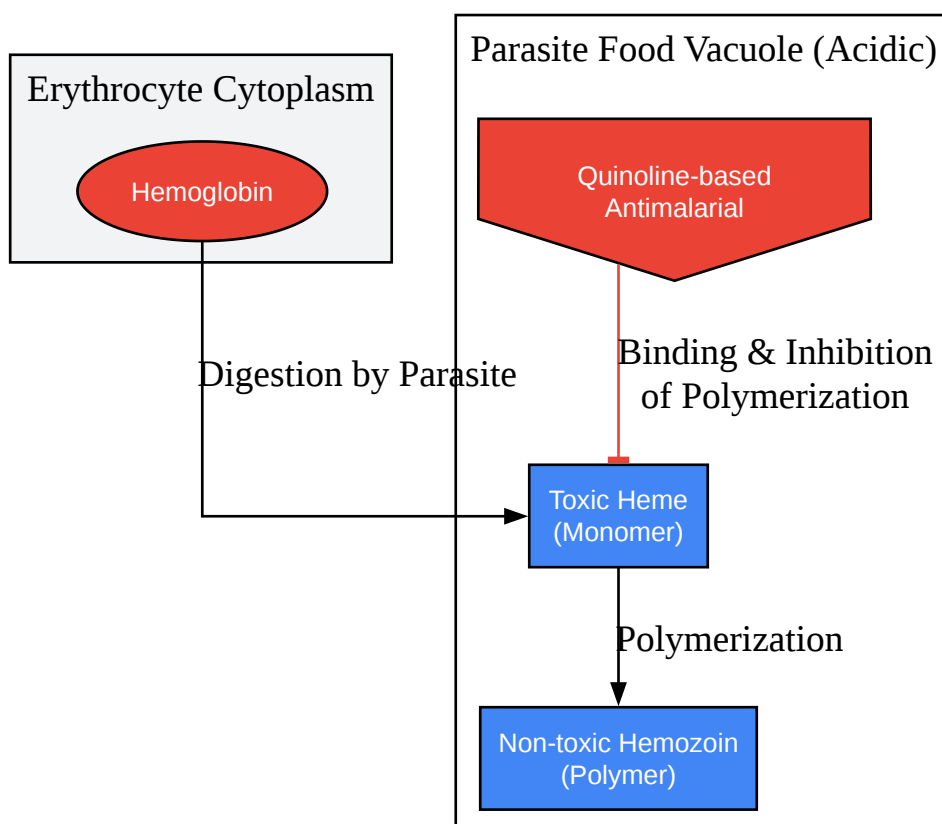 Parasite Food Vacuole (Acidic)
Erythrocyte Cytoplasm
Hemoglobin
Quinoline-based
Antimalarial
Digestion by Parasite
Binding & Inhibition
of Polymerization
Toxic Heme
(Monomer)
Polymerization
Non-toxic Hemozoin
(Polymer)